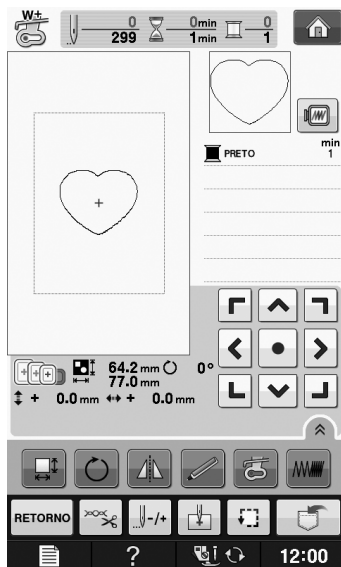 W+
0 0min 0
299 1min 1
min
PRETO 1
64.2 mm 0°
77.0 mm
+ 0.0 mm + 0.0 mm
RETORNO -/+
? 12:00